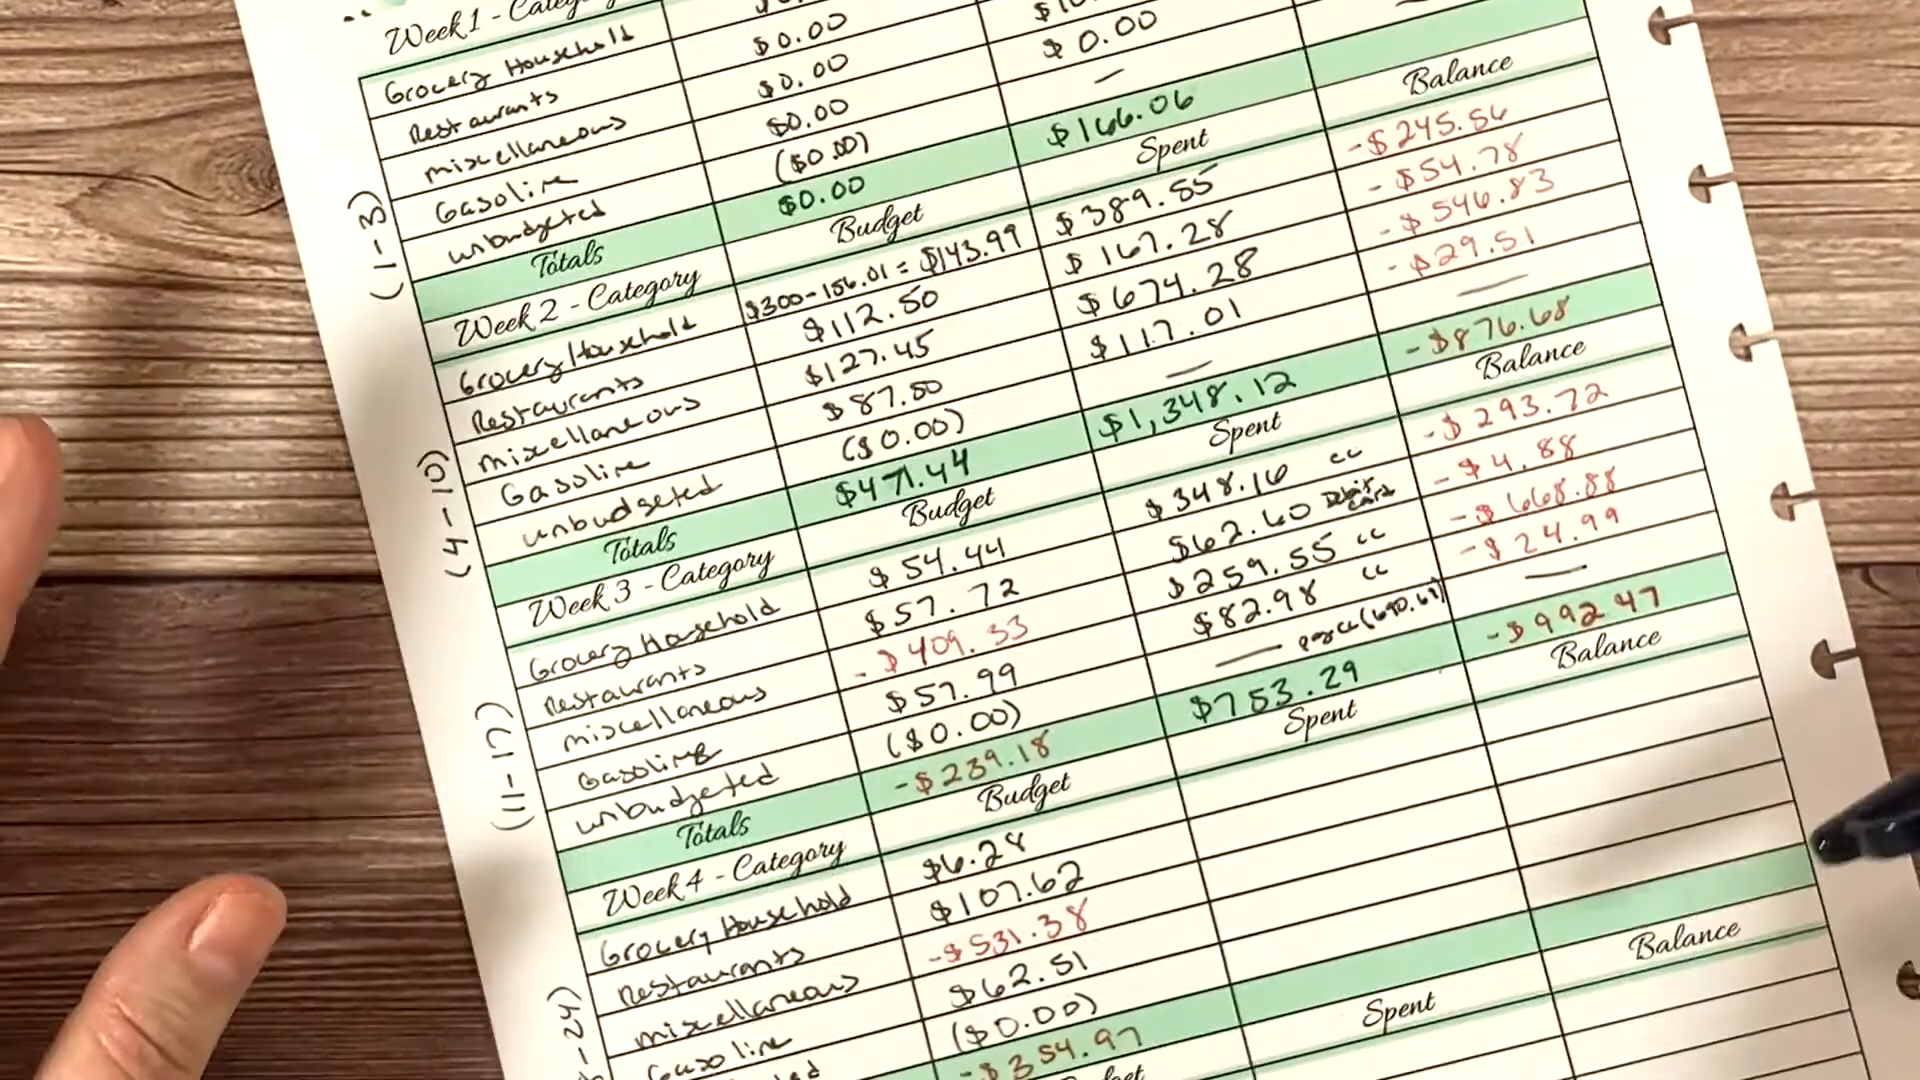 Week 1 - Category
Grocery Household $0.00
Restaurants $0.00 $0.00
miscellaneous $0.00 —
Gasoline ($0.00)
unbudgeted
Totals $0.00 $166.06
Week 2 - Category Budget Spent Balance
Grocery/Household $300-156.01 = $143.99 $389.55 -$245.56
Restaurants $112.50 $167.28 -$54.78
miscellaneous $127.45 $674.28 -$546.83
Gasoline $87.50 $117.01 -$29.51
unbudgeted ($0.00) — —
Totals $471.44 $1,348.12 -$876.68
Week 3 - Category Budget Spent Balance
Grocery Household $54.44 $348.16 cc -$293.72
Restaurants $57.72 $62.60 Debit card -$4.88
miscellaneous -$409.33 $259.55 cc -$668.88
Gasoline $57.99 $82.98 cc -$24.99
unbudgeted ($0.00) — —
Totals -$239.18 $753.29 -$992.47
Week 4 - Category Budget Spent Balance
Grocery Household $6.28
Restaurants $107.62
miscellaneous -$531.38
Gasoline $62.51
($0.00)
-$354.97
Spent Balance
(1-3)
(4-10)
(11-17)
-24)